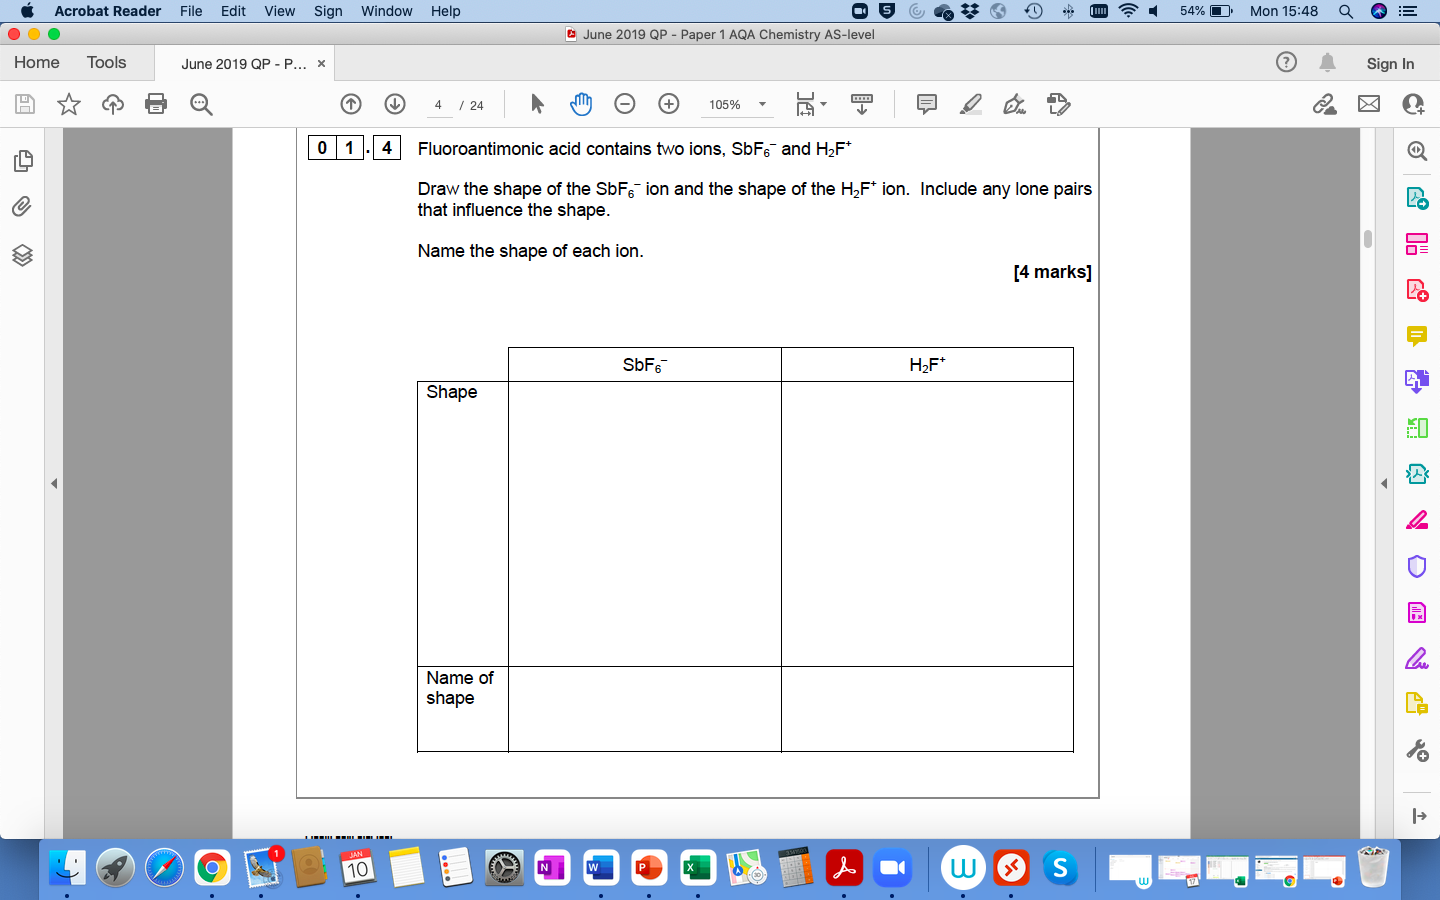 Acrobat Reader File Edit View Sign Window Help 54% Mon 15:48
June 2019 QP - Paper 1 AQA Chemistry AS-level
Home Tools June 2019 QP - P... × Sign In
4 / 24 105%
0 1 . 4 Fluoroantimonic acid contains two ions, SbF₆⁻ and H₂F⁺
Draw the shape of the SbF₆⁻ ion and the shape of the H₂F⁺ ion. Include any lone pairs
that influence the shape.
Name the shape of each ion.
[4 marks]
SbF₆⁻ H₂F⁺
Shape
Name of
shape
1
JAN
10